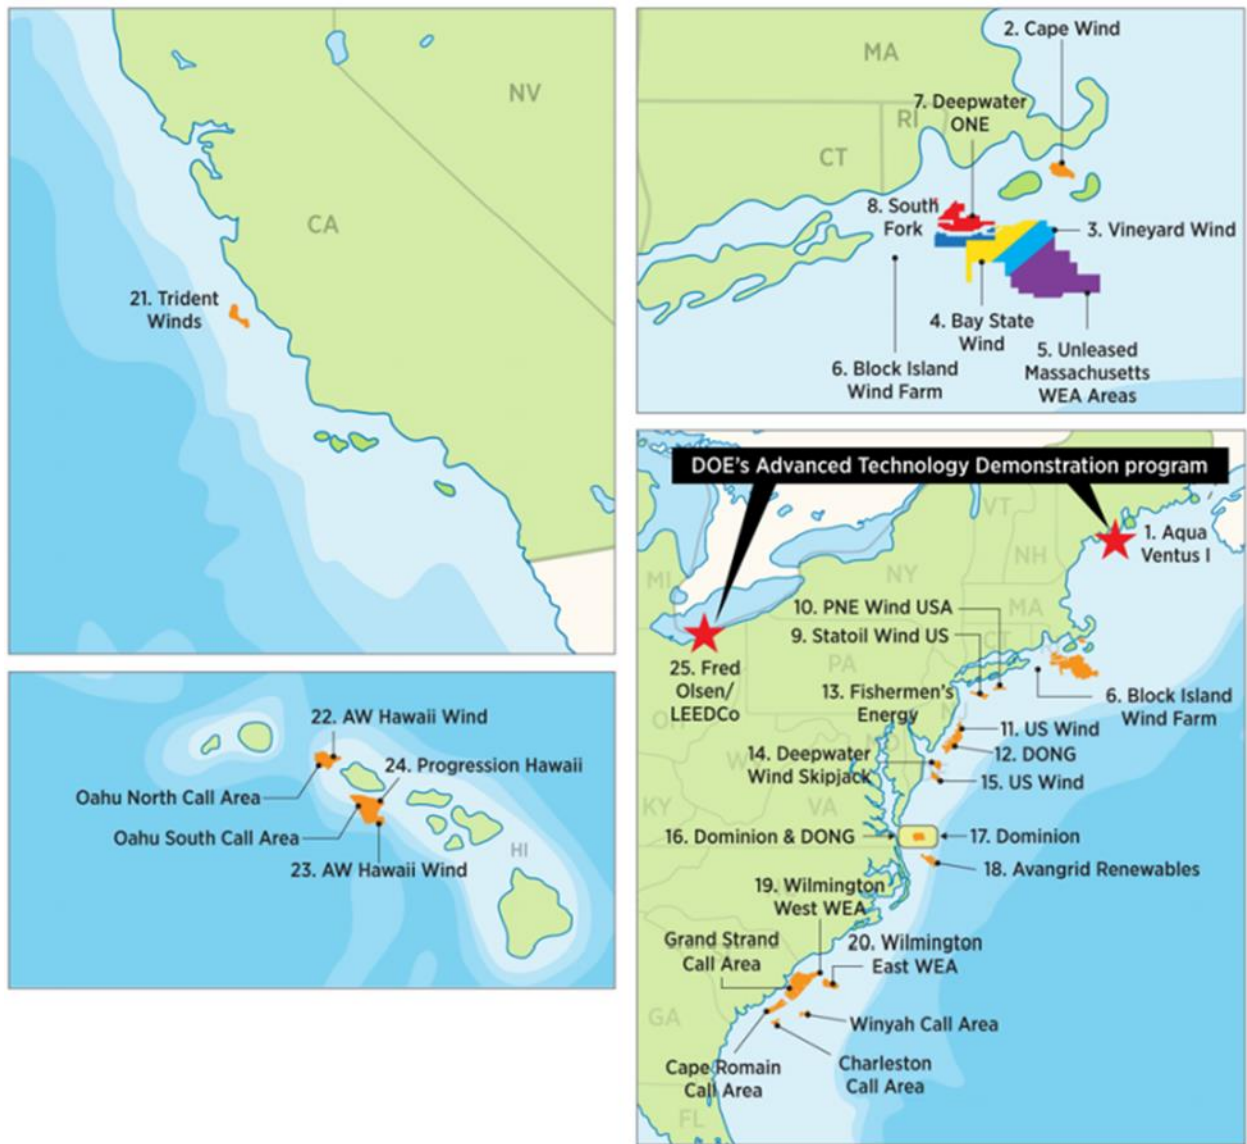 NV
CA
21. Trident
Winds
2. Cape Wind
MA
7. Deepwater
ONE
RI
CT
8. South
Fork
3. Vineyard Wind
4. Bay State
Wind
5. Unleased
Massachusetts
WEA Areas
6. Block Island
Wind Farm
22. AW Hawaii Wind
24. Progression Hawaii
Oahu North Call Area
Oahu South Call Area
HI
23. AW Hawaii Wind
DOE's Advanced Technology Demonstration program
VT
1. Aqua
Ventus I
NH
MI
NY
10. PNE Wind USA
MA
9. Statoil Wind US
CT
RI
25. Fred
Olsen/
LEEDCo
PA
13. Fishermen's
Energy
6. Block Island
Wind Farm
OH
NJ
11. US Wind
12. DONG
14. Deepwater
Wind Skipjack
15. US Wind
KY
VA
16. Dominion & DONG
17. Dominion
18. Avangrid Renewables
19. Wilmington
West WEA
Grand Strand
Call Area
20. Wilmington
East WEA
GA
Winyah Call Area
Cape Romain
Call Area
Charleston
Call Area
FL